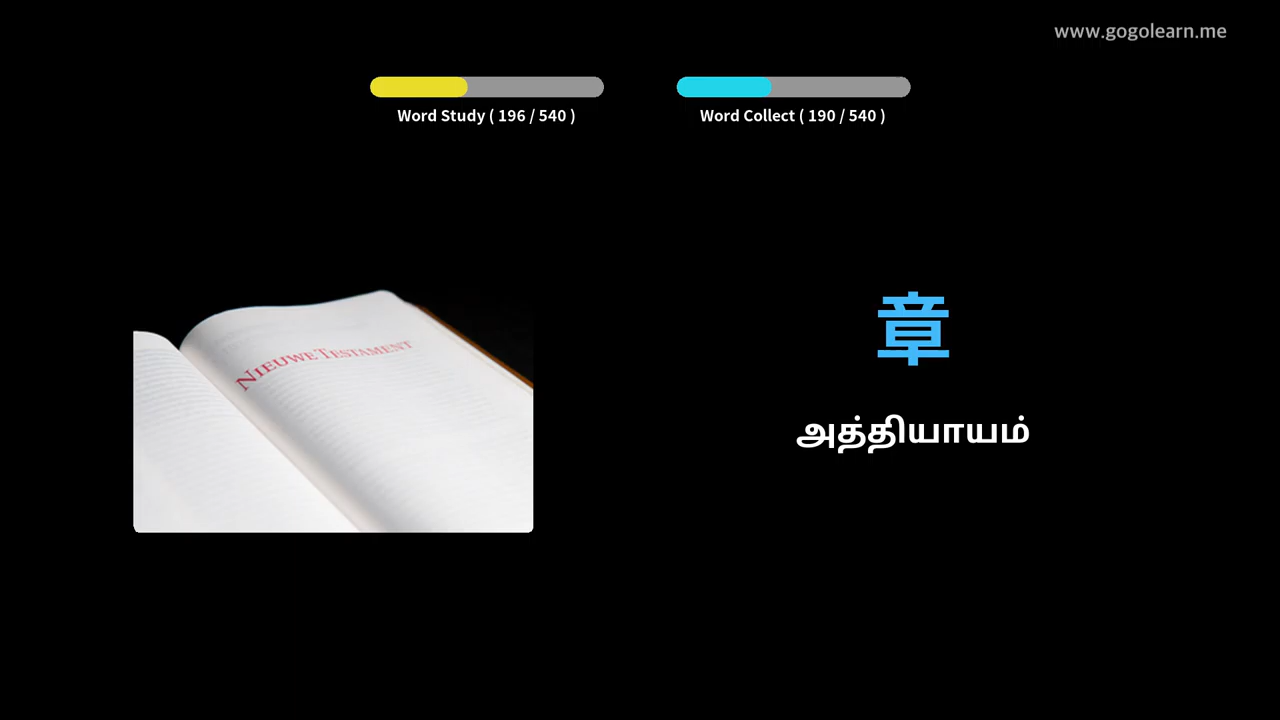 www.gogolearn.me
Word Study ( 196 / 540 )
Word Collect ( 190 / 540 )
NIEUWE TESTAMENT
章
அத்தியாயம்